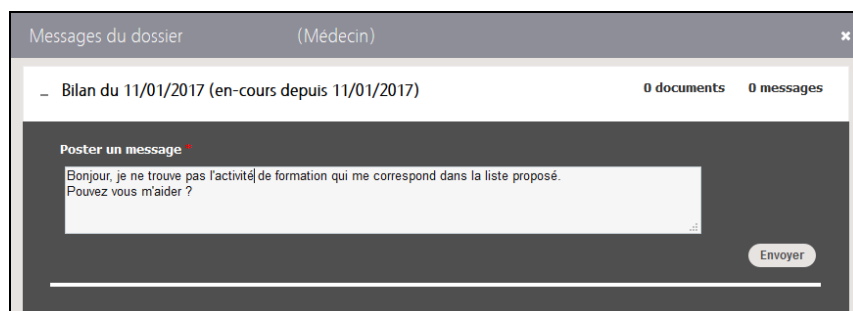 Messages du dossier (Médecin) ×
– Bilan du 11/01/2017 (en-cours depuis 11/01/2017) 0 documents 0 messages
Poster un message *
Bonjour, je ne trouve pas l'activité de formation qui me correspond dans la liste proposé.
Pouvez vous m'aider ?
Envoyer